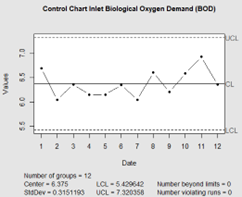 Control Chart Inlet Biological Oxygen Demand (BOD)
UCL
CL
LCL
Values
7.0
6.5
6.0
5.5
1 2 3 4 5 6 7 8 9 10 11 12
Date
Number of groups = 12
Center = 6.375 LCL = 5.429642 Number beyond limits = 0
StdDev = 0.3151193 UCL = 7.320358 Number violating runs = 0